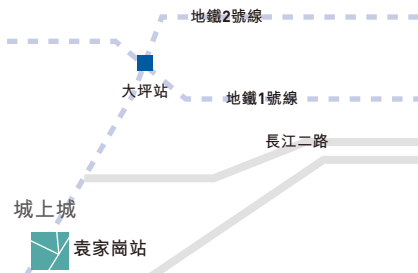 地鐵2號線
大坪站
地鐵1號線
長江二路
城上城
袁家崗站